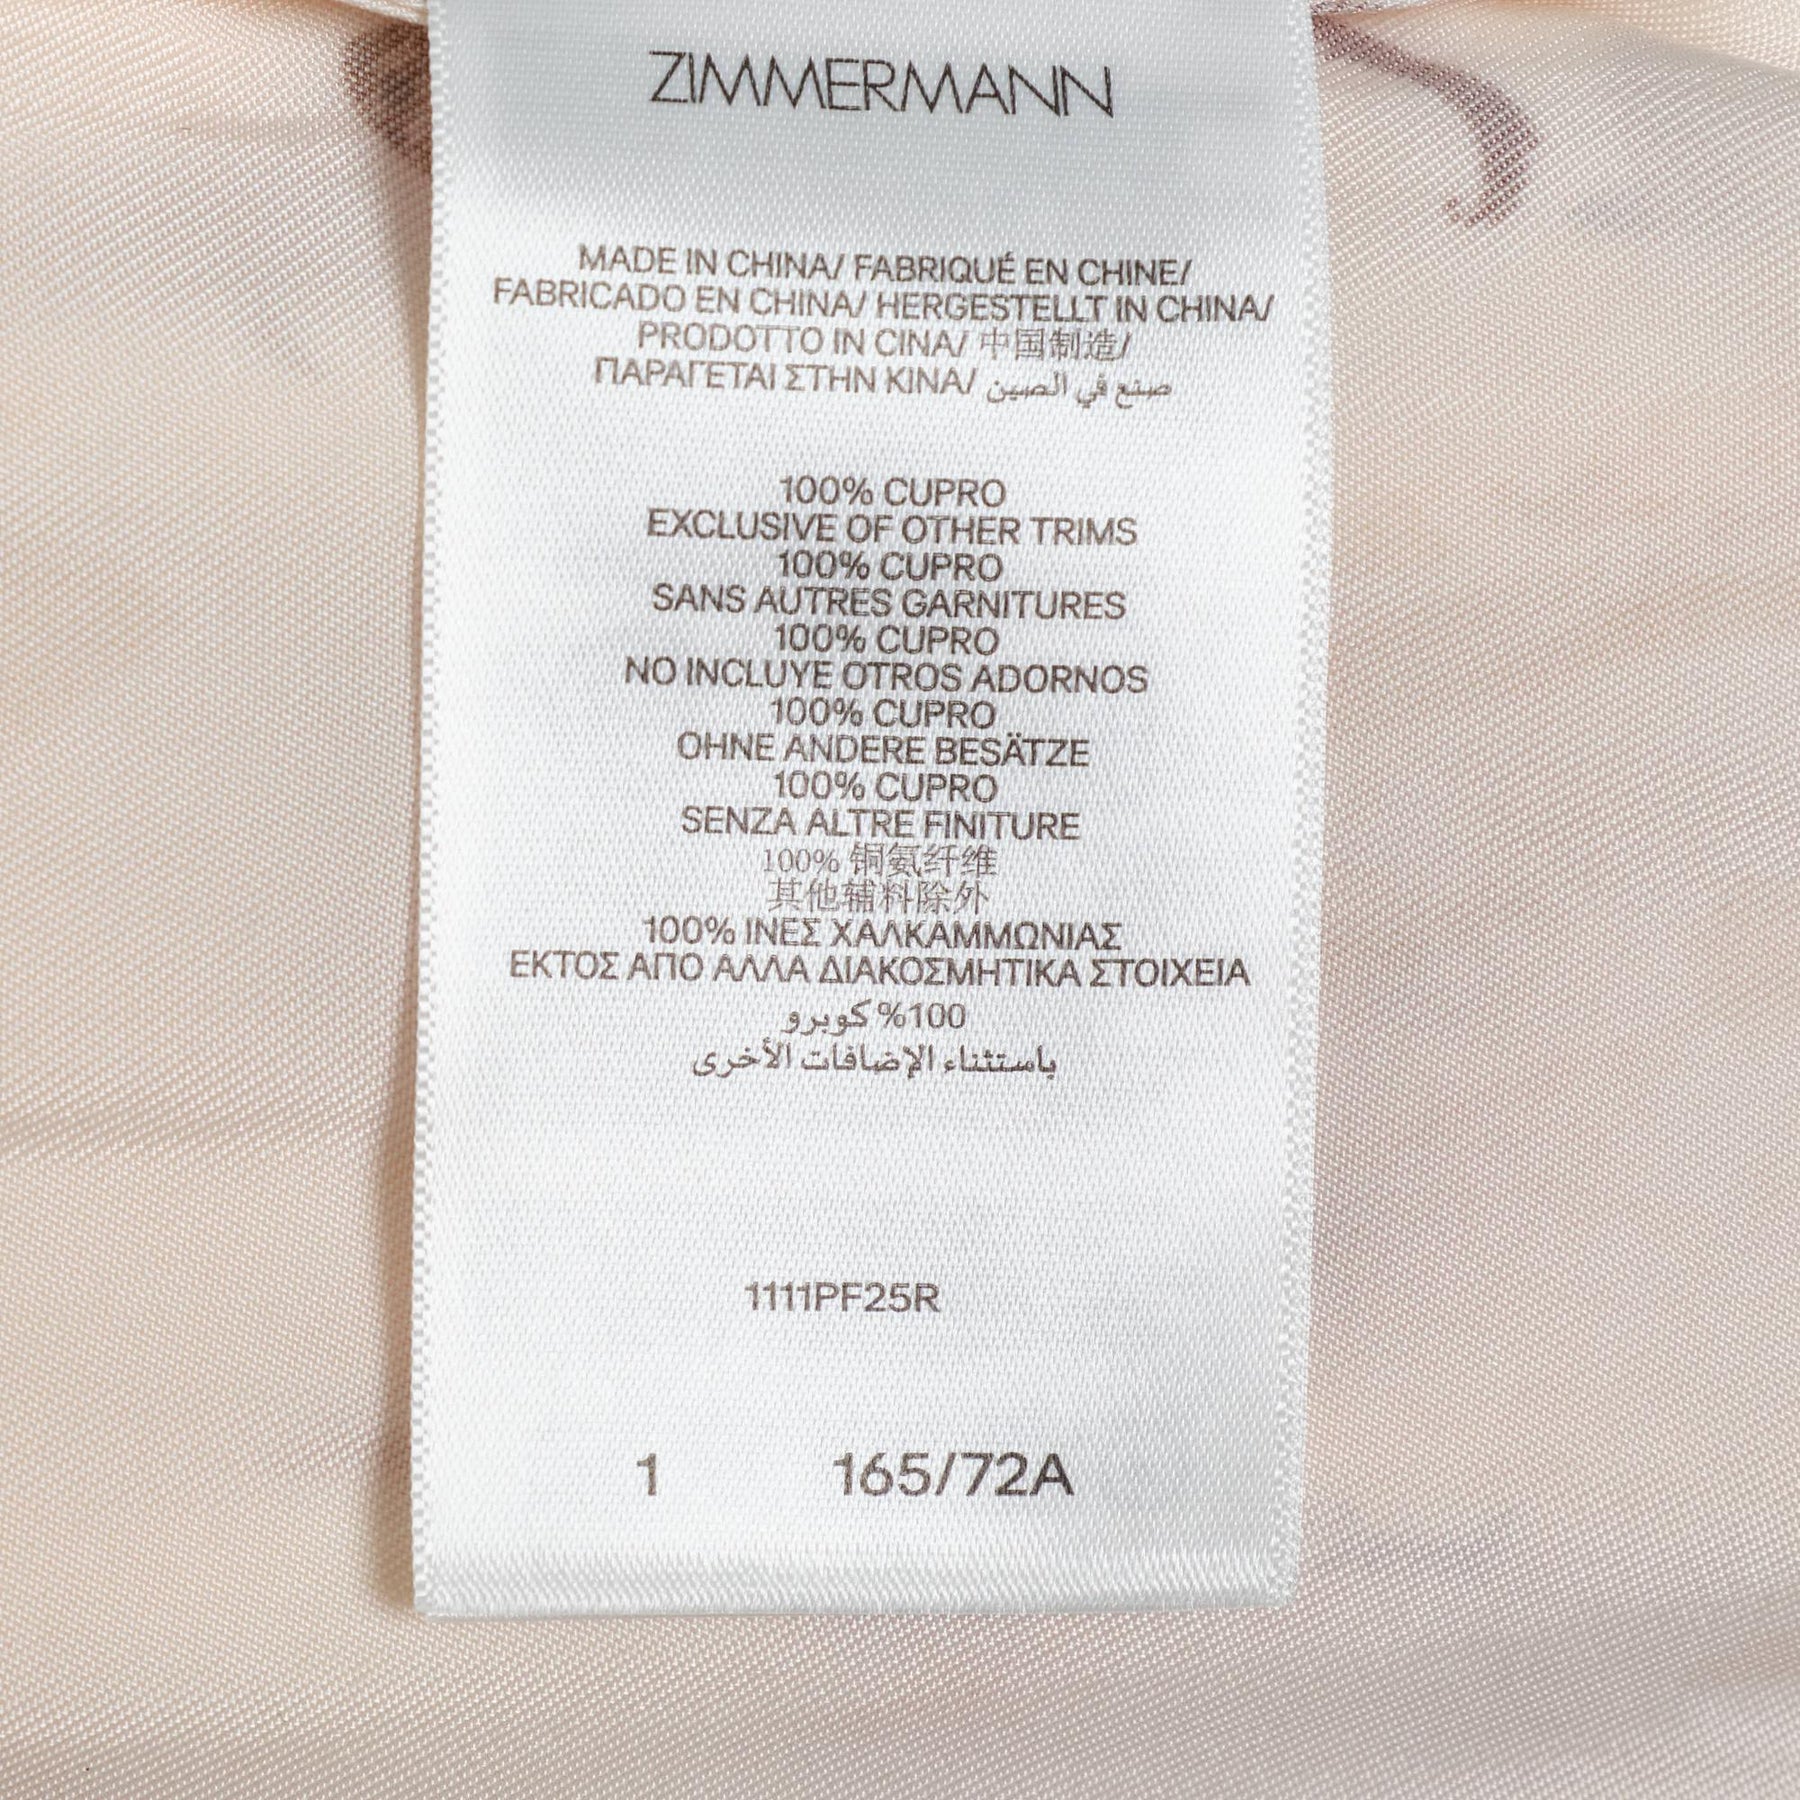 ZIMMERMANN
MADE IN CHINA/ FABRIQUÉ EN CHINE/
FABRICADO EN CHINA/ HERGESTELLT IN CHINA/
PRODOTTO IN CINA/ 中国制造/
ΠΑΡΑΓΕΤΑΙ ΣΤΗΝ ΚΙΝΑ/ صنع في الصين
100% CUPRO
EXCLUSIVE OF OTHER TRIMS
100% CUPRO
SANS AUTRES GARNITURES
100% CUPRO
NO INCLUYE OTROS ADORNOS
100% CUPRO
OHNE ANDERE BESÄTZE
100% CUPRO
SENZA ALTRE FINITURE
100% 铜氨纤维
其他辅料除外
100% ΙΝΕΣ ΧΑΛΚΑΜΜΩΝΙΑΣ
ΕΚΤΟΣ ΑΠΟ ΑΛΛΑ ΔΙΑΚΟΣΜΗΤΙΚΑ ΣΤΟΙΧΕΙΑ
100% كوبرو
باستثناء الإضافات الأخرى
1111PF25R
1 165/72A